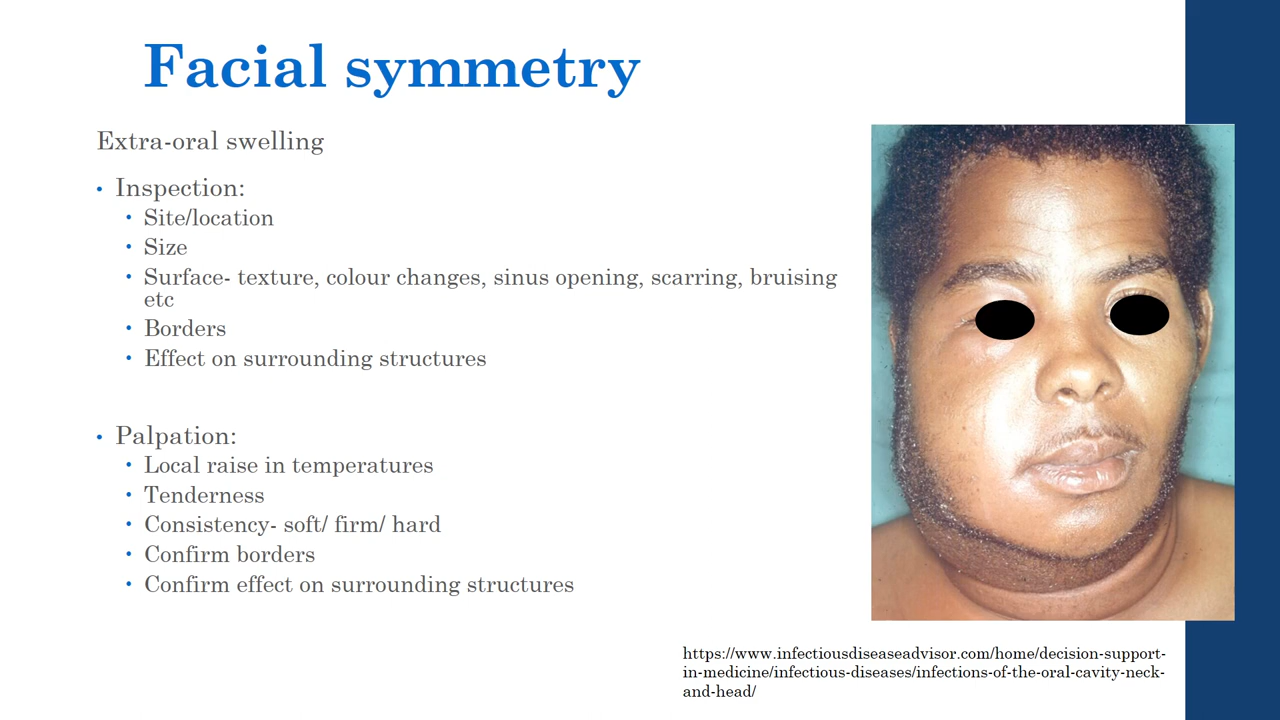 Facial symmetry
Extra-oral swelling
• Inspection:
• Site/location
• Size
• Surface- texture, colour changes, sinus opening, scarring, bruising
etc
• Borders
• Effect on surrounding structures
• Palpation:
• Local raise in temperatures
• Tenderness
• Consistency- soft/ firm/ hard
• Confirm borders
• Confirm effect on surrounding structures
https://www.infectiousdiseaseadvisor.com/home/decision-support-
in-medicine/infectious-diseases/infections-of-the-oral-cavity-neck-
and-head/